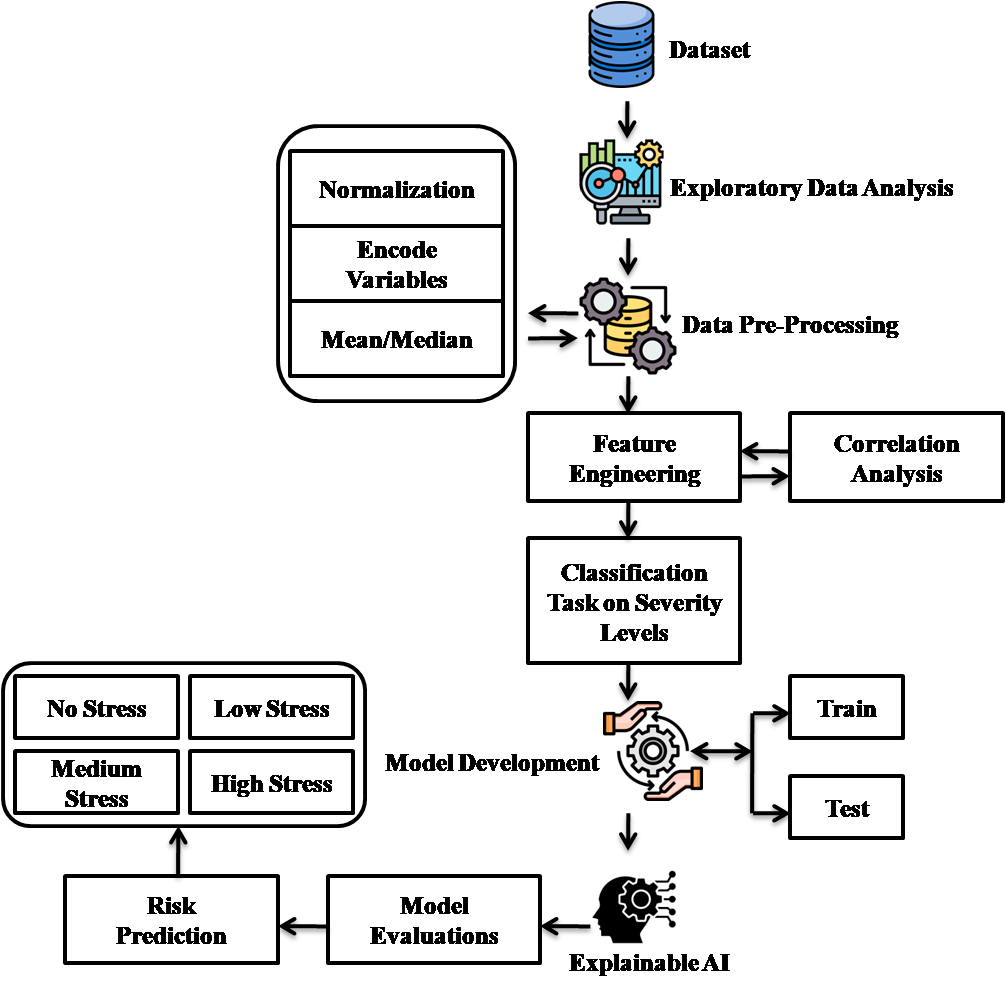 Dataset
Exploratory Data Analysis
Normalization
Encode
Variables
Mean/Median
Data Pre-Processing
Feature
Engineering
Correlation
Analysis
Classification
Task on Severity
Levels
Model Development
Train
Test
No Stress
Low Stress
Medium
Stress
High Stress
Risk
Prediction
Model
Evaluations
Explainable AI